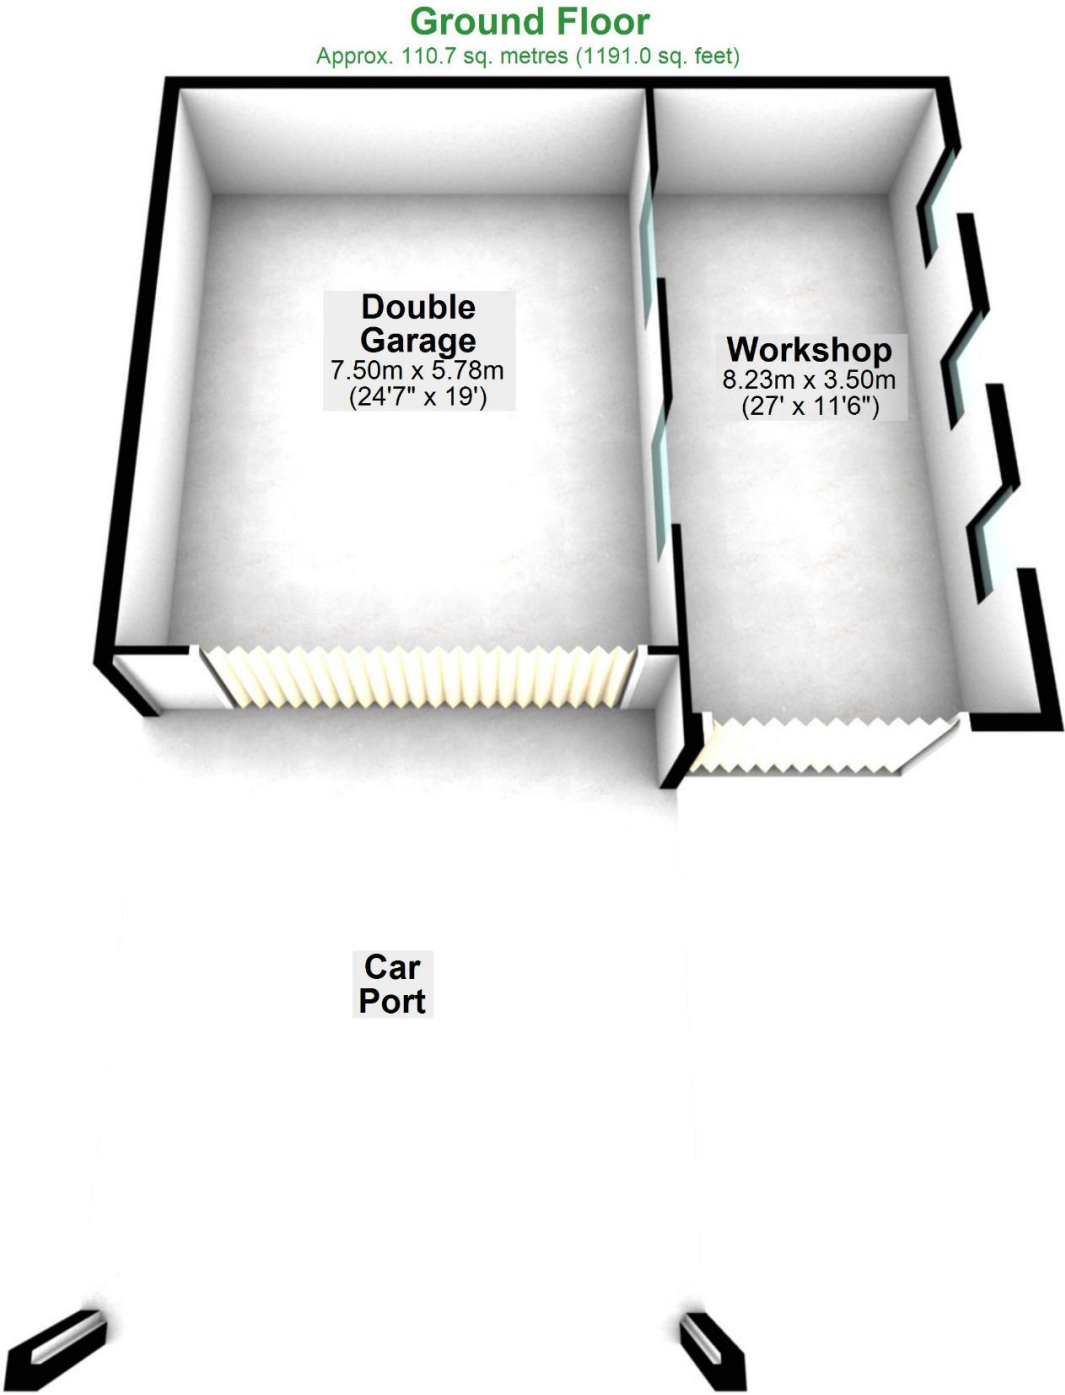 Ground Floor
Approx. 110.7 sq. metres (1191.0 sq. feet)
Double
Garage
7.50m x 5.78m
(24'7" x 19')
Workshop
8.23m x 3.50m
(27' x 11'6")
Car
Port